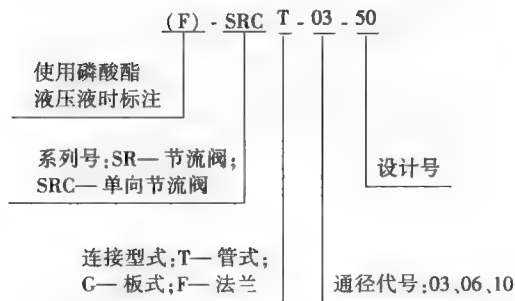 (F)-SRC T-03-50
使用磷酸酯
液压液时标注
系列号:SR—节流阀;
SRC—单向节流阀
设计号
连接型式:T—管式;
G—板式;F—法兰
通径代号:03、06、10